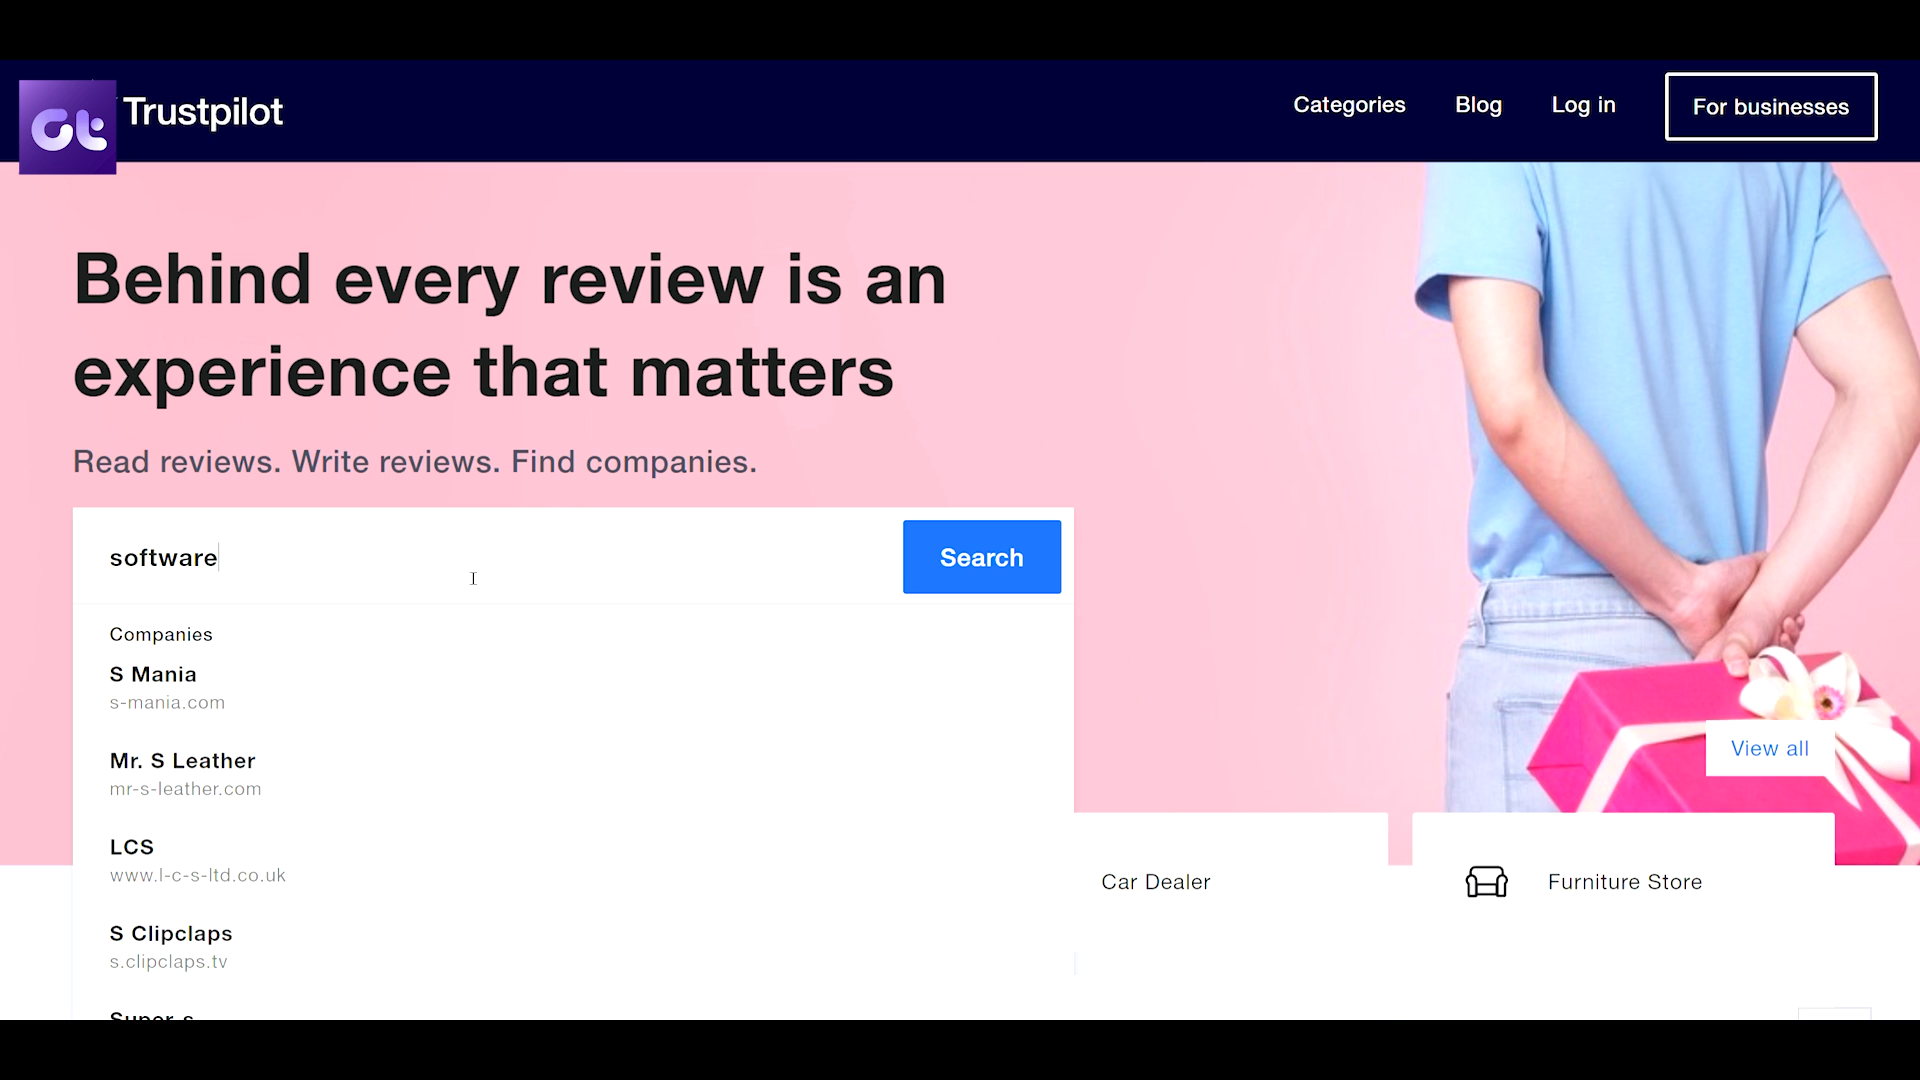 Gt
Trustpilot
Categories
Blog
Log in
For businesses
Behind every review is an
experience that matters
Read reviews. Write reviews. Find companies.
software
Search
Companies
S Mania
s-mania.com
Mr. S Leather
mr-s-leather.com
View all
LCS
www.l-c-s-ltd.co.uk
Car Dealer
Furniture Store
S Clipclaps
s.clipclaps.tv
Super s